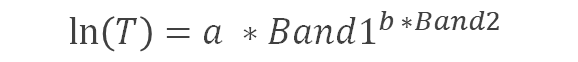 ln(T) = a * Band1^{b*Band2}